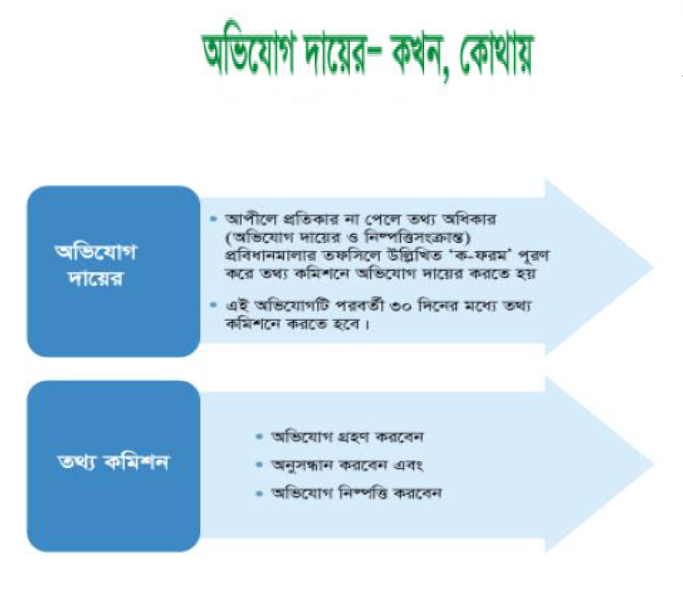 অভিযোগ দায়ের- কখন, কোথায়
অভিযোগ
দায়ের
• আপীলে প্রতিকার না পেলে তথ্য অধিকার
(অভিযোগ দায়ের ও নিষ্পত্তিসংক্রান্ত)
প্রবিধানমালার তফসিলে উল্লিখিত ‘ক-ফরম’ পূরণ
করে তথ্য কমিশনে অভিযোগ দায়ের করতে হয়
• এই অভিযোগটি পরবর্তী ৩০ দিনের মধ্যে তথ্য
কমিশনে করতে হবে।
তথ্য কমিশন
• অভিযোগ গ্রহণ করবেন
• অনুসন্ধান করবেন এবং
• অভিযোগ নিষ্পত্তি করবেন